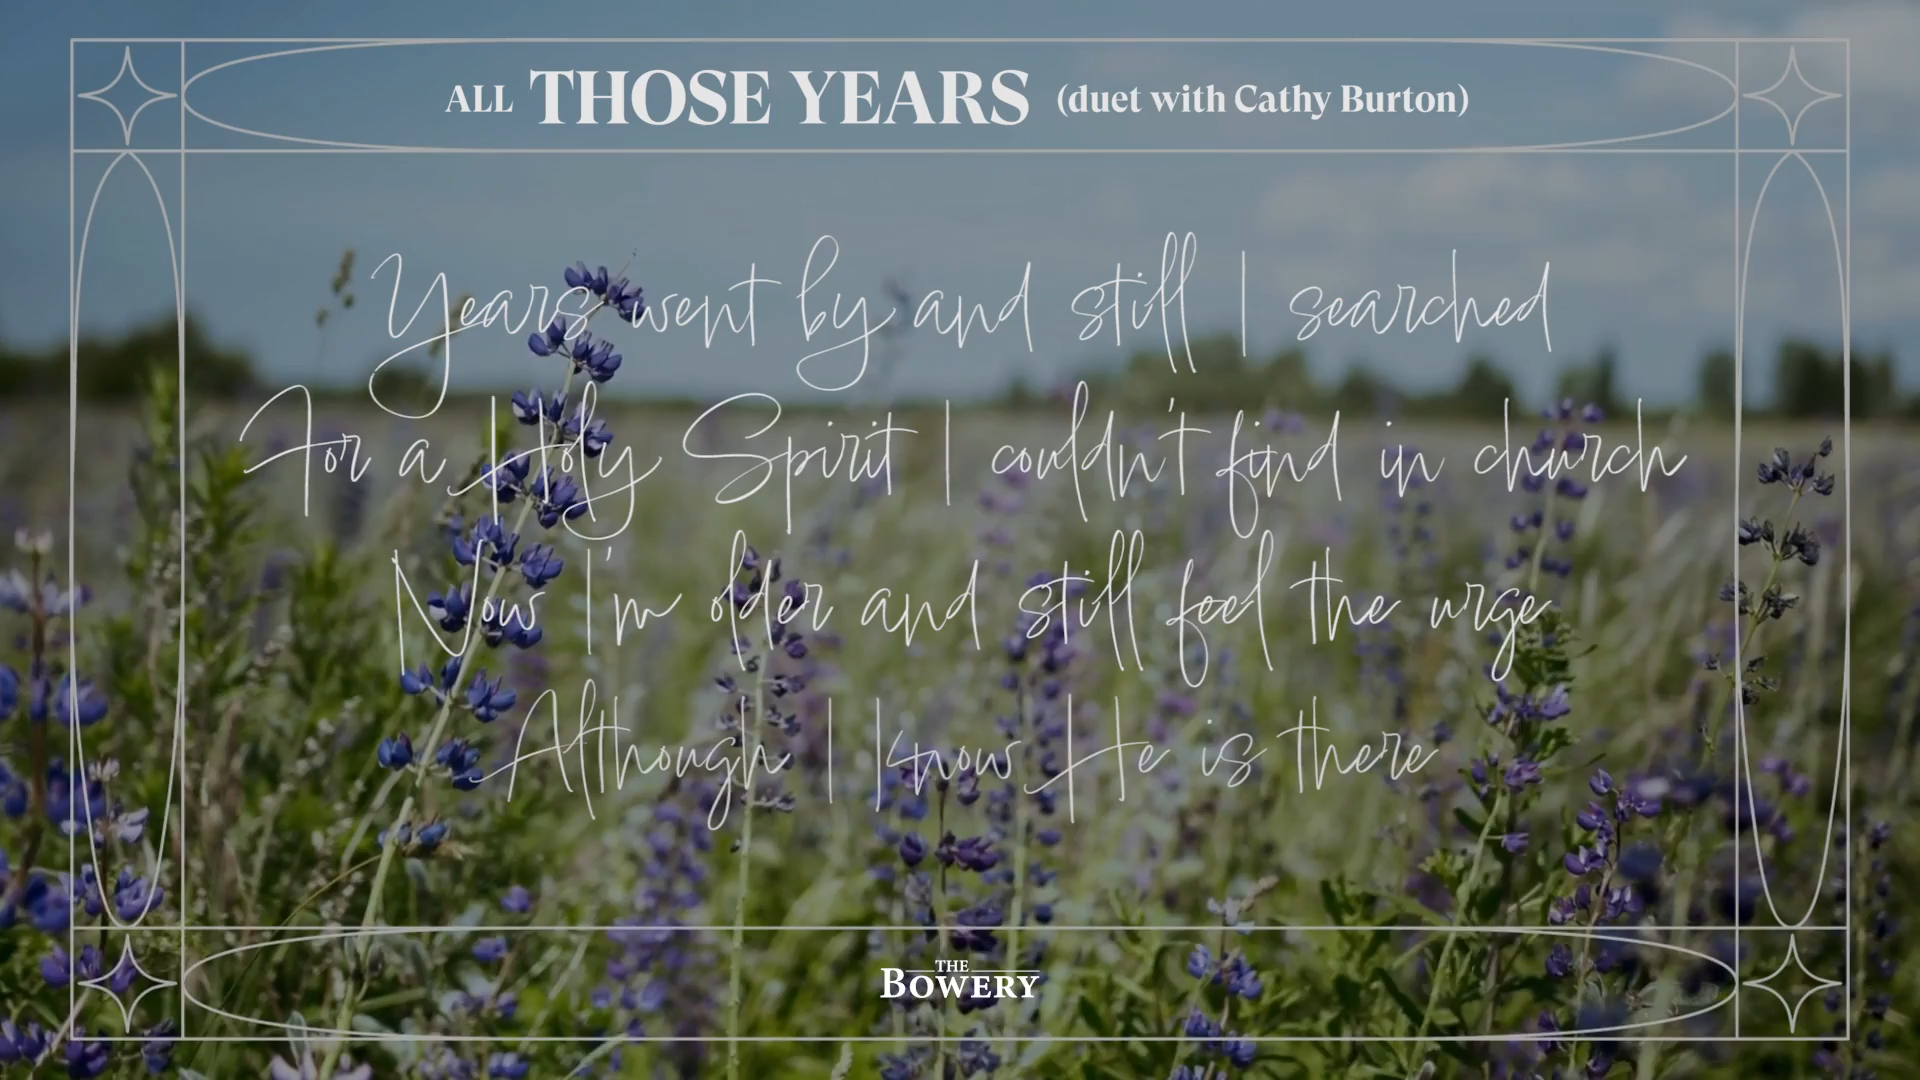 ALL THOSE YEARS (duet with Cathy Burton)
Years went by and still I searched
For a Holy Spirit I couldn't find in church
Now I'm older and still feel the urge
Although I know He is there
THE
BOWERY